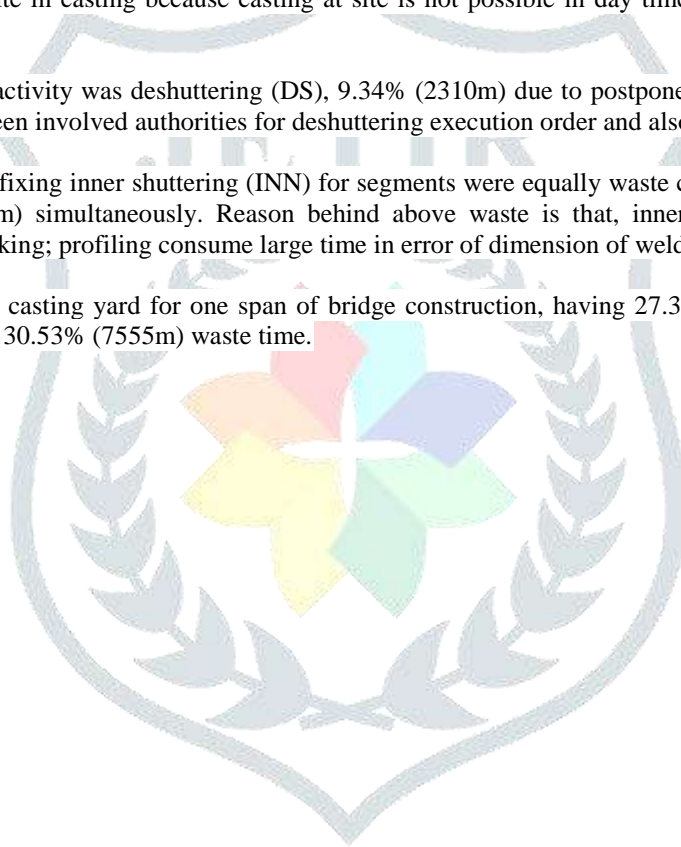 in casting because casting at site is not possible in day time
activity was deshuttering (DS), 9.34% (2310m) due to postpone
involved authorities for deshuttering execution order and also
fixing inner shuttering (INN) for segments were equally waste
simultaneously. Reason behind above waste is that, inner
profiling consume large time in error of dimension of weld
casting yard for one span of bridge construction, having 27.3
30.53% (7555m) waste time.
JETIR